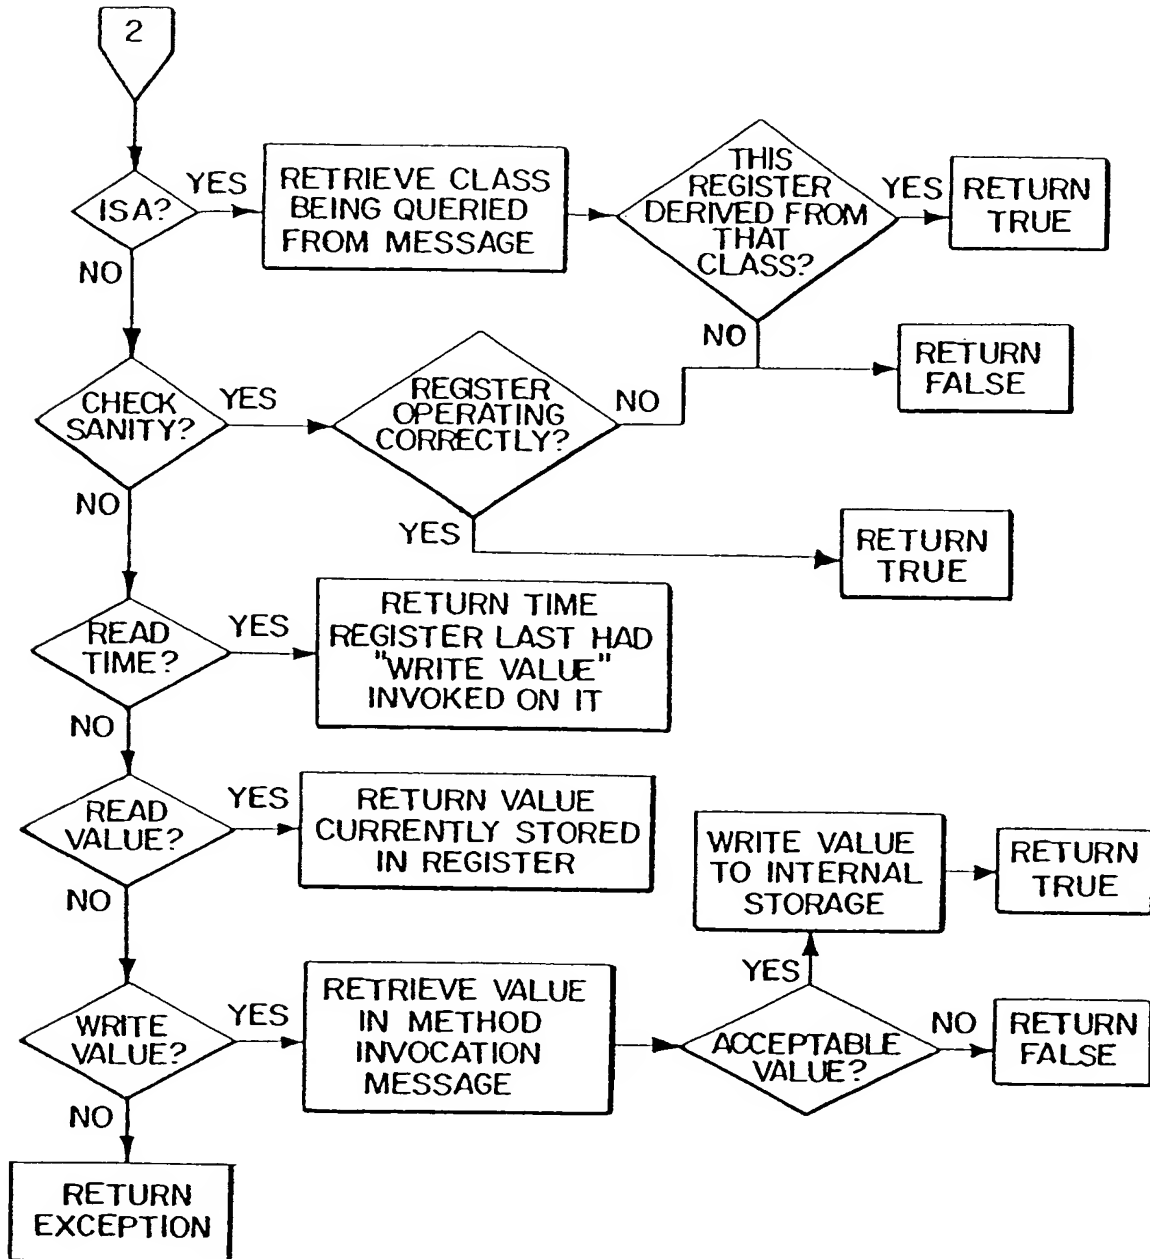 2
ISA?
YES
RETRIEVE CLASS
BEING QUERIED
FROM MESSAGE
THIS
REGISTER
DERIVED FROM
THAT
CLASS?
YES
RETURN
TRUE
NO
NO
RETURN
FALSE
CHECK
SANITY?
YES
REGISTER
OPERATING
CORRECTLY?
NO
NO
YES
RETURN
TRUE
READ
TIME?
YES
RETURN TIME
REGISTER LAST HAD
"WRITE VALUE"
INVOKED ON IT
NO
READ
VALUE?
YES
RETURN VALUE
CURRENTLY STORED
IN REGISTER
WRITE VALUE
TO INTERNAL
STORAGE
RETURN
TRUE
NO
YES
WRITE
VALUE?
YES
RETRIEVE VALUE
IN METHOD
INVOCATION
MESSAGE
ACCEPTABLE
VALUE?
NO
RETURN
FALSE
NO
RETURN
EXCEPTION